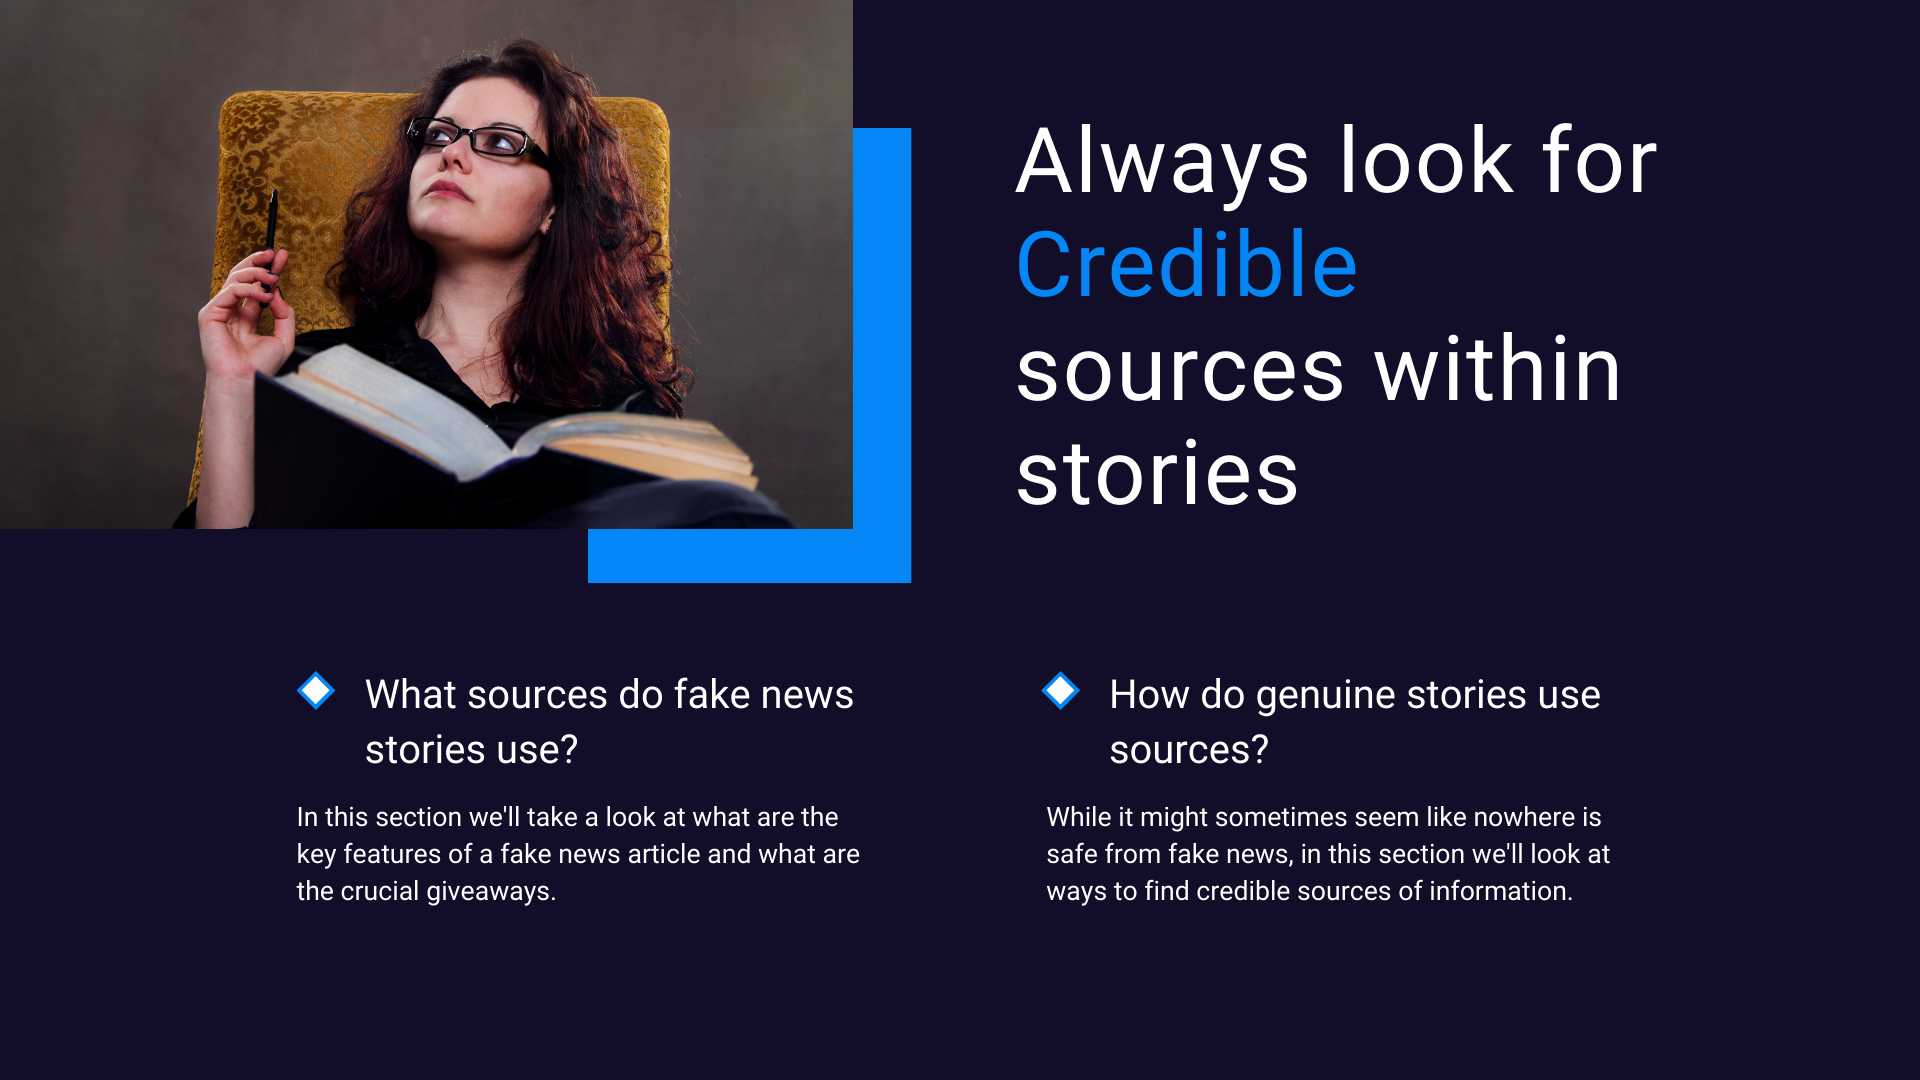 Always look for
Credible
sources within
stories
What sources do fake news
stories use?
In this section we'll take a look at what are the
key features of a fake news article and what are
the crucial giveaways.
How do genuine stories use
sources?
While it might sometimes seem like nowhere is
safe from fake news, in this section we'll look at
ways to find credible sources of information.